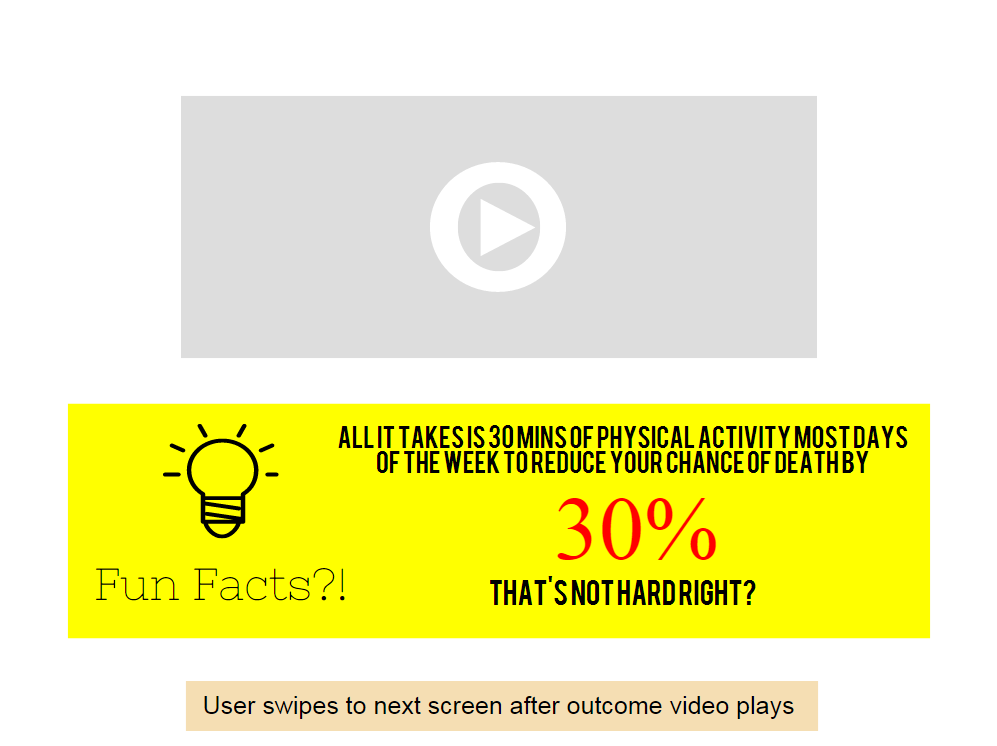 ALL IT TAKES IS 30 MINS OF PHYSICAL ACTIVITY MOST DAYS
OF THE WEEK TO REDUCE YOUR CHANCE OF DEATH BY
30%
THAT'S NOT HARD RIGHT?
Fun Facts?!
User swipes to next screen after outcome video plays